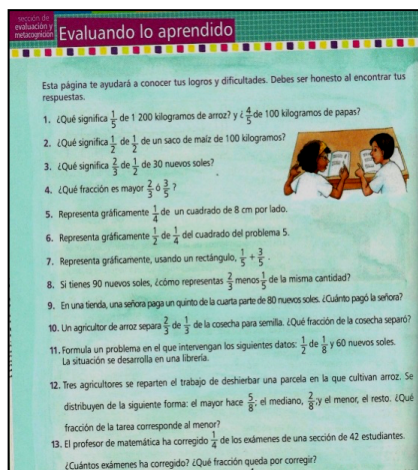 sección de
evaluación y
metacognición
Evaluando lo aprendido
Esta página te ayudará a conocer tus logros y dificultades. Debes ser honesto al encontrar tus
respuestas.
1. ¿Qué significa 1/5 de 1 200 kilogramos de arroz? y ¿ 4/5 de 100 kilogramos de papas?
2. ¿Qué significa 1/2 de 1/2 de un saco de maíz de 100 kilogramos?
3. ¿Qué significa 2/3 de 1/2 de 30 nuevos soles?
4. ¿Qué fracción es mayor 2/3 ó 3/5 ?
5. Representa gráficamente 1/4 de un cuadrado de 8 cm por lado.
6. Representa gráficamente 1/2 de 1/4 del cuadrado del problema 5.
7. Representa gráficamente, usando un rectángulo, 1/5 + 3/5 .
8. Si tienes 90 nuevos soles, ¿cómo representas 2/3 menos 1/5 de la misma cantidad?
9. En una tienda, una señora paga un quinto de la cuarta parte de 80 nuevos soles. ¿Cuánto pagó la señora?
10. Un agricultor de arroz separa 2/3 de 1/3 de la cosecha para semilla. ¿Qué fracción de la cosecha separó?
11. Formula un problema en el que intervengan los siguientes datos: 1/2 de 1/8 y 60 nuevos soles.
La situación se desarrolla en una librería.
12. Tres agricultores se reparten el trabajo de deshierbar una parcela en la que cultivan arroz. Se
distribuyen de la siguiente forma: el mayor hace 5/8; el mediano, 2/8;y el menor, el resto. ¿Qué
fracción de la tarea corresponde al menor?
13. El profesor de matemática ha corregido 1/4 de los exámenes de una sección de 42 estudiantes.
¿Cuántos exámenes ha corregido? ¿Qué fracción queda por corregir?